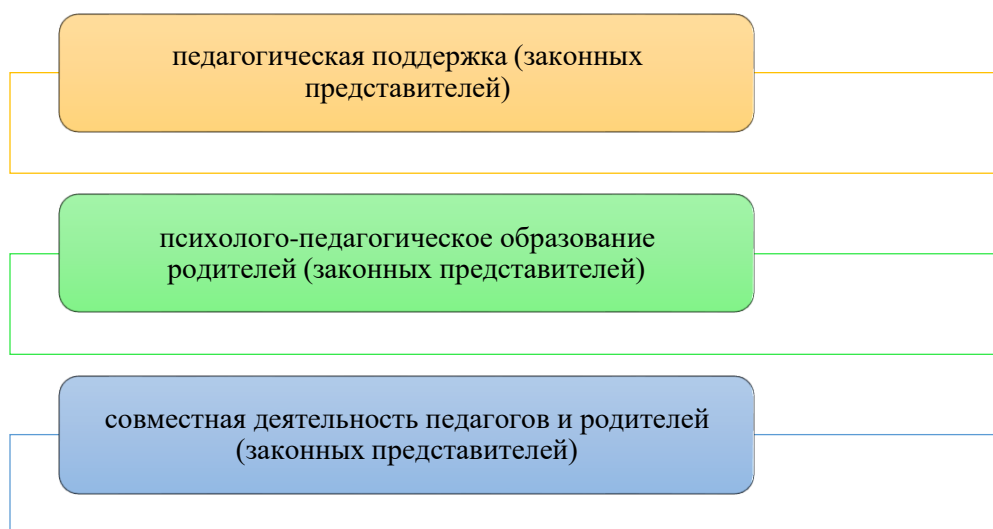 педагогическая поддержка (законных
представителей)
психолого-педагогическое образование
родителей (законных представителей)
совместная деятельность педагогов и родителей
(законных представителей)